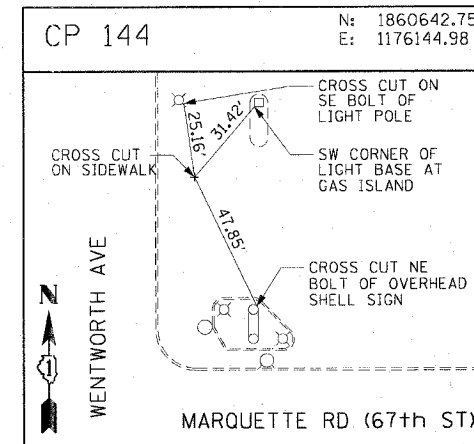 CP 144
N: 1860642.75
E: 1176144.98
CROSS CUT ON
SE BOLT OF
LIGHT POLE
25.16'
31.42'
CROSS CUT
ON SIDEWALK
SW CORNER OF
LIGHT BASE AT
GAS ISLAND
47.85'
CROSS CUT NE
BOLT OF OVERHEAD
SHELL SIGN
WENTWORTH AVE
N
1
MARQUETTE RD (67th ST)